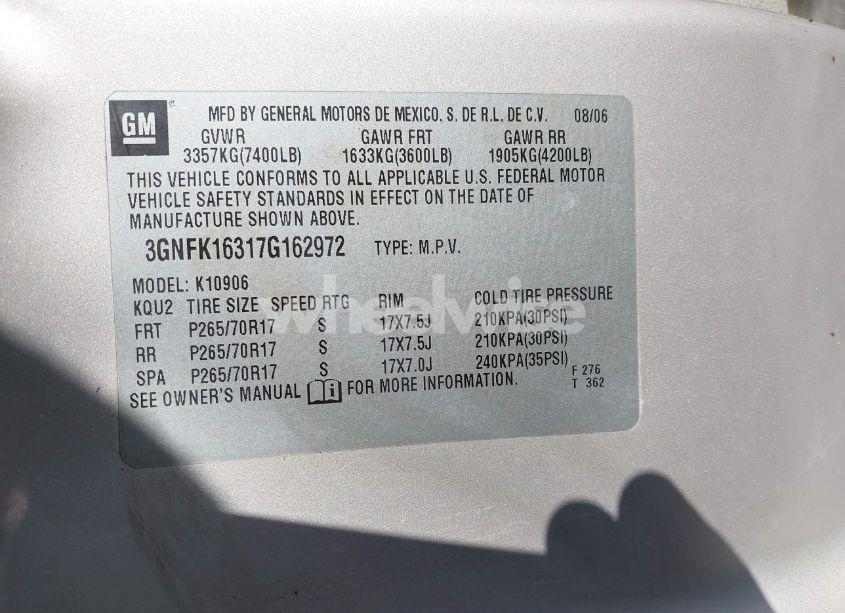 GM
MFD BY GENERAL MOTORS DE MEXICO, S. DE R.L. DE C.V. 08/06
GVWR GAWR FRT GAWR RR
3357KG(7400LB) 1633KG(3600LB) 1905KG(4200LB)
THIS VEHICLE CONFORMS TO ALL APPLICABLE U.S. FEDERAL MOTOR
VEHICLE SAFETY STANDARDS IN EFFECT ON THE DATE OF
MANUFACTURE SHOWN ABOVE.
3GNFK16317G162972 TYPE: M.P.V.
MODEL: K10906
KQU2 TIRE SIZE SPEED RTG RIM COLD TIRE PRESSURE
FRT P265/70R17 S 17X7.5J 210KPA(30PSI)
RR P265/70R17 S 17X7.5J 210KPA(30PSI)
SPA P265/70R17 S 17X7.0J 240KPA(35PSI)
SEE OWNER'S MANUAL i FOR MORE INFORMATION.
F 276
T 362
wheelwise